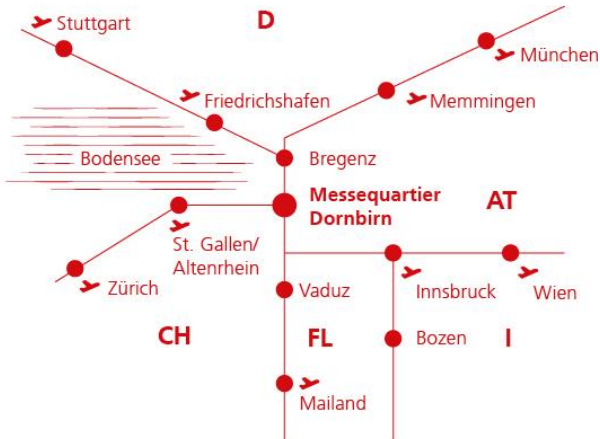 D
Stuttgart
München
Friedrichshafen
Memmingen
Bodensee
Bregenz
Messequartier
Dornbirn
AT
St. Gallen/
Altenrhein
Zürich
Vaduz
Innsbruck
Wien
CH
FL
Bozen
I
Mailand